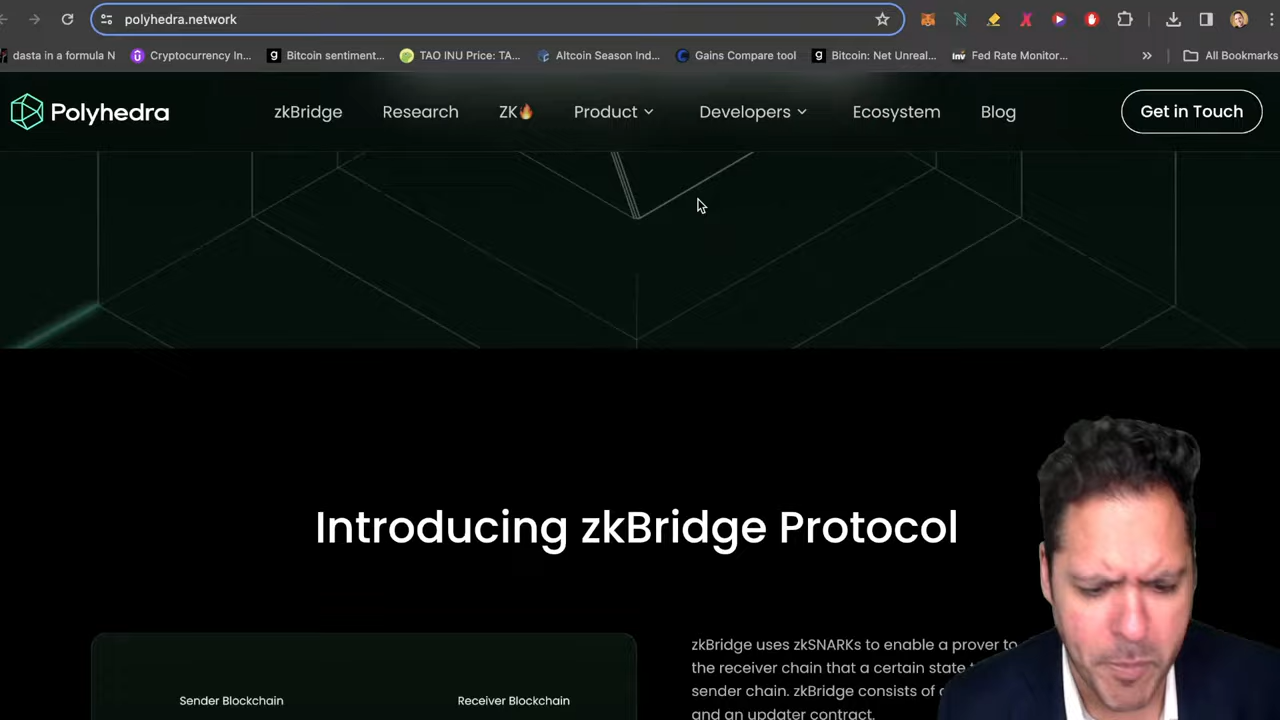 polyhedra.network
dasta in a formula N
Cryptocurrency In...
Bitcoin sentiment...
TAO INU Price: TA...
Altcoin Season Ind...
Gains Compare tool
Bitcoin: Net Unreal...
Fed Rate Monitor...
All Bookmarks
Polyhedra
zkBridge
Research
ZK🔥
Product
Developers
Ecosystem
Blog
Get in Touch
Introducing zkBridge Protocol
Sender Blockchain
Receiver Blockchain
zkBridge uses zkSNARKs to enable a prover to
the receiver chain that a certain state
sender chain. zkBridge consists of
and an updater contract.